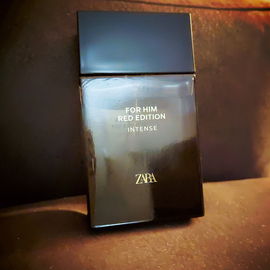 FOR HIM
RED EDITION
INTENSE
ZARA